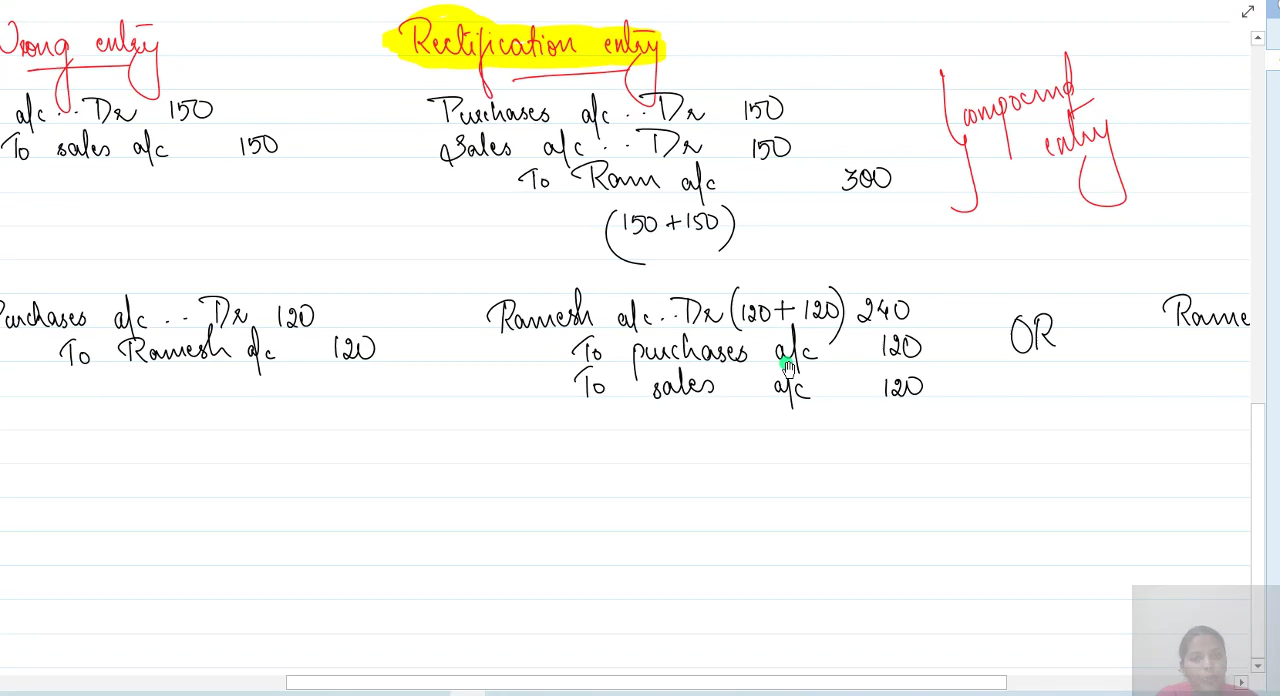 Wrong entry
Rectification entry
a/c .. Dr 150
To sales a/c 150
Purchases a/c .. Dr 150
Sales a/c .. Dr 150
To Ram a/c 300
(150 + 150)
Compound
entry
Purchases a/c .. Dr 120
To Ramesh a/c 120
Ramesh a/c .. Dr (120 + 120) 240
To purchases a/c 120
To sales a/c 120
OR
Rame